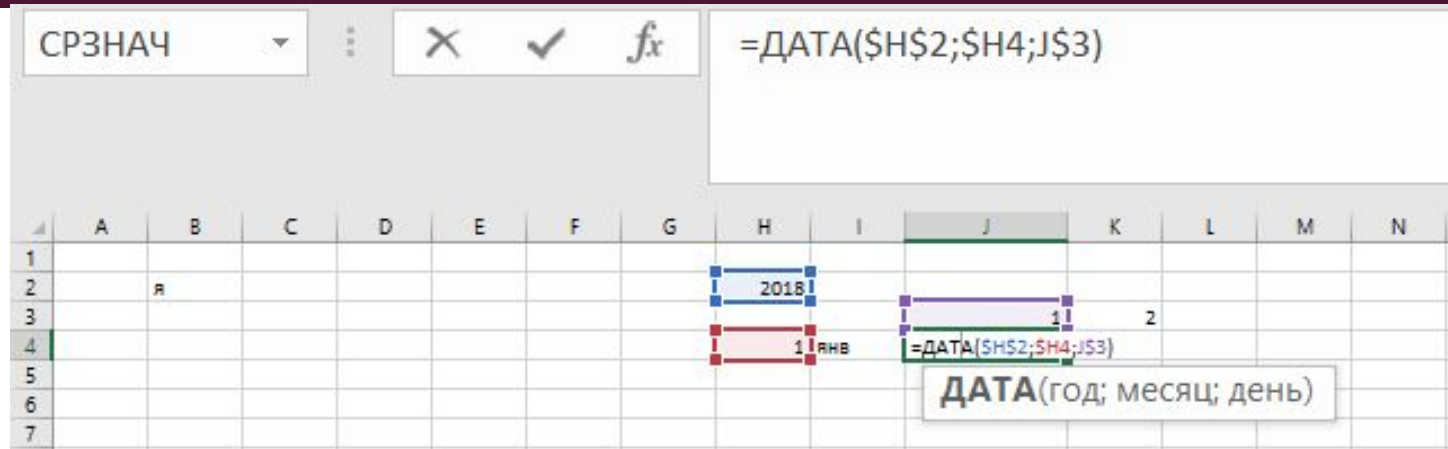 СРЗНАЧ fx =ДАТА($H$2;$H4;J$3)
A B C D E F G H I J K L M N
1
2 я 2018
3 1 2
4 1 янв =ДАТА($H$2;$H4;J$3)
5 ДАТА(год; месяц; день)
6
7